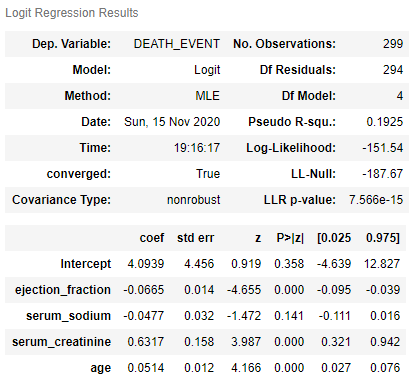 Logit Regression Results
Dep. Variable: DEATH_EVENT No. Observations: 299
Model: Logit Df Residuals: 294
Method: MLE Df Model: 4
Date: Sun, 15 Nov 2020 Pseudo R-squ.: 0.1925
Time: 19:16:17 Log-Likelihood: -151.54
converged: True LL-Null: -187.67
Covariance Type: nonrobust LLR p-value: 7.566e-15
coef std err z P>|z| [0.025 0.975]
Intercept 4.0939 4.456 0.919 0.358 -4.639 12.827
ejection_fraction -0.0665 0.014 -4.655 0.000 -0.095 -0.039
serum_sodium -0.0477 0.032 -1.472 0.141 -0.111 0.016
serum_creatinine 0.6317 0.158 3.987 0.000 0.321 0.942
age 0.0514 0.012 4.166 0.000 0.027 0.076